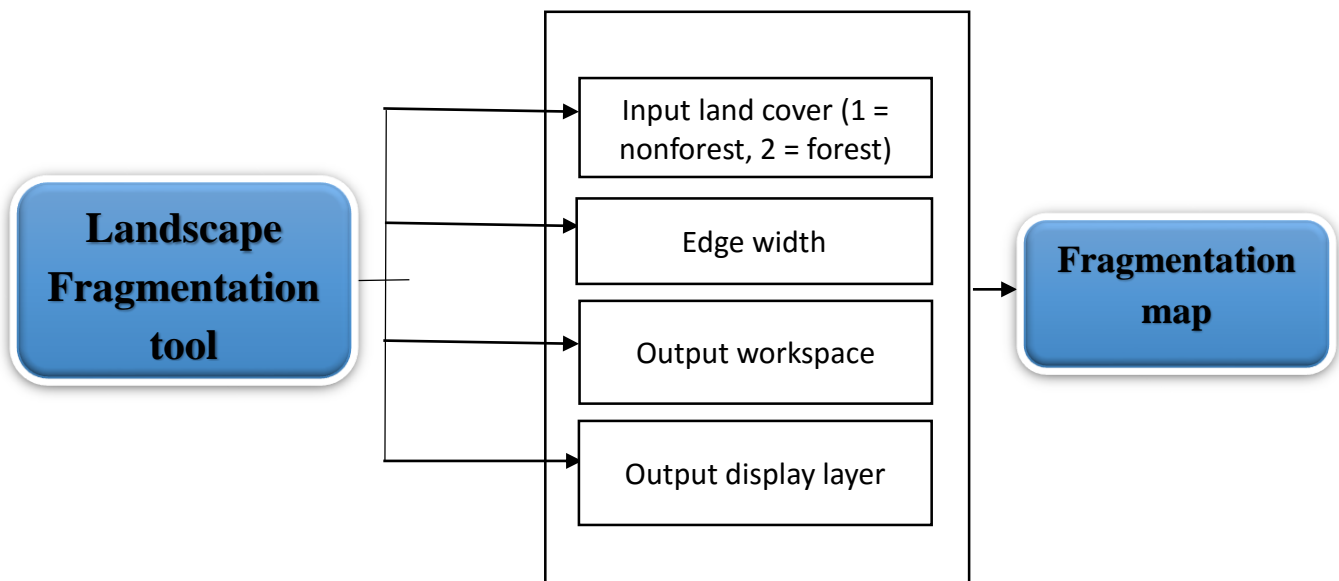 Landscape
Fragmentation
tool
Input land cover (1 =
nonforest, 2 = forest)
Edge width
Output workspace
Output display layer
Fragmentation
map